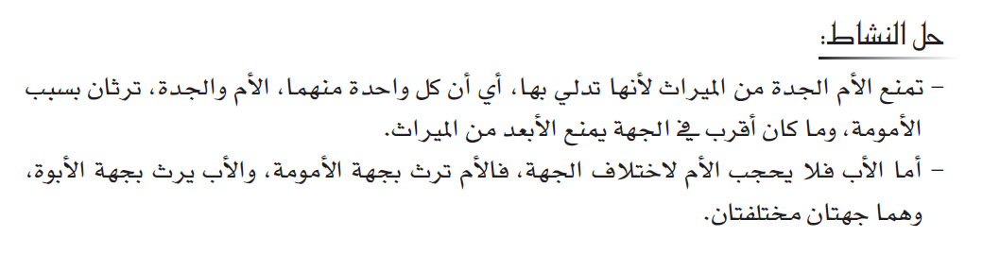 حل النشاط:
– تمنع الأم الجدة من الميراث لأنها تدلي بها، أي أن كل واحدة منهما، الأم والجدة، ترثان بسبب
الأمومة، وما كان أقرب في الجهة يمنع الأبعد من الميراث.
– أما الأب فلا يحجب الأم لاختلاف الجهة، فالأم ترث بجهة الأمومة، والأب يرث بجهة الأبوة،
وهما جهتان مختلفتان.